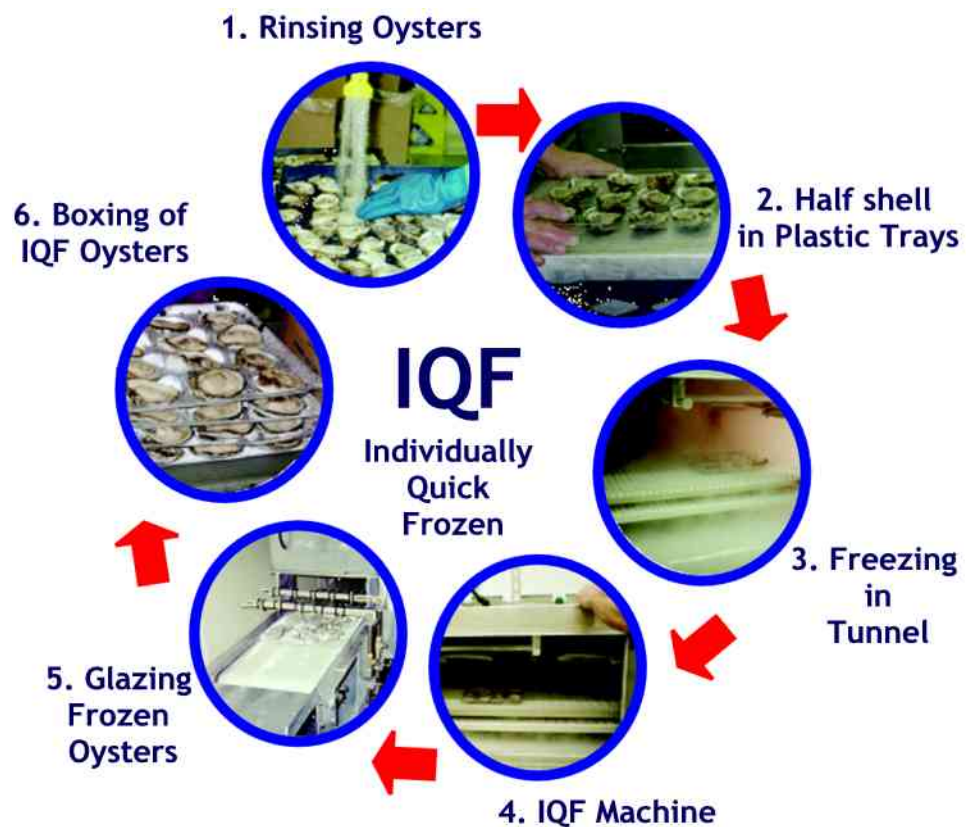 1. Rinsing Oysters
2. Half shell
in Plastic Trays
3. Freezing
in
Tunnel
4. IQF Machine
5. Glazing
Frozen
Oysters
6. Boxing of
IQF Oysters
IQF
Individually
Quick
Frozen